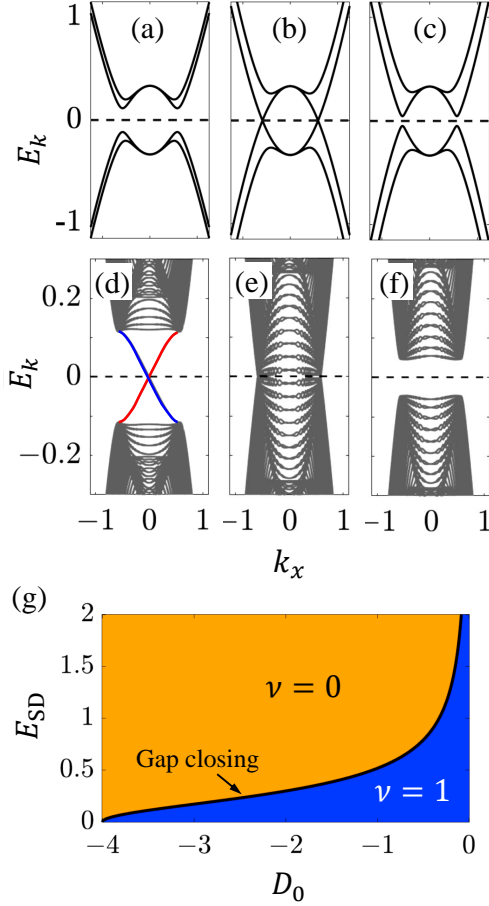 (a) (b) (c)
1
0
-1
E_k
(d) (e) (f)
0.2
0
−0.2
E_k
−1 0 1 −1 0 1 −1 0 1
k_x
(g)
2
1.5
1
0.5
0
E_SD
ν = 0
Gap closing
ν = 1
−4 −3 −2 −1 0
D_0